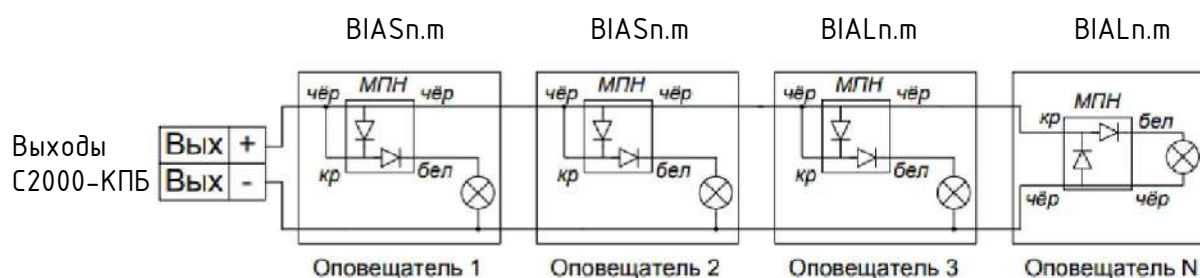 BIASn.m BIASn.m BIALn.m BIALn.m
МПН МПН МПН
чёр чёр чёр чёр чёр чёр
МПН
кр бел
Выходы
С2000-КПБ
Вых +
Вых -
кр бел кр бел кр бел
чёр чёр
Оповещатель 1 Оповещатель 2 Оповещатель 3 Оповещатель N